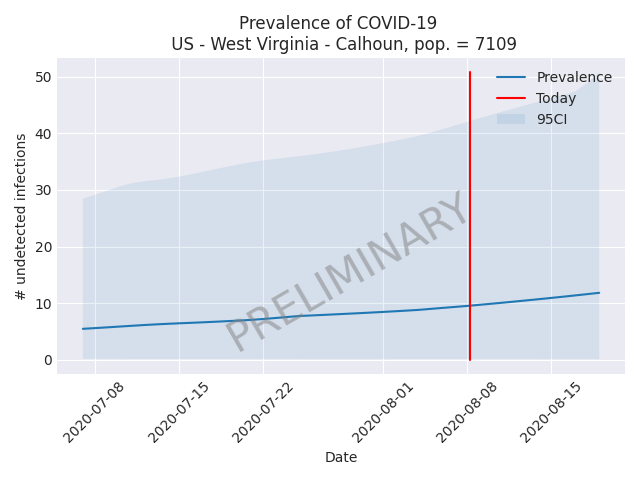 Prevalence of COVID-19
US - West Virginia - Calhoun, pop. = 7109
Prevalence
Today
95CI
# undetected infections
50
40
30
20
10
0
PRELIMINARY
2020-07-08
2020-07-15
2020-07-22
2020-08-01
2020-08-08
2020-08-15
Date